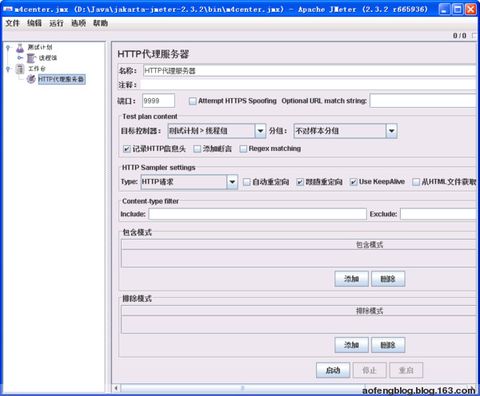 m4center.jmx (D:\Java\jakarta-jmeter-2.3.2\bin\m4center.jmx) - Apache JMeter (2.3.2 r665936)
文件 编辑 运行 选项 帮助
0/0
测试计划
线程组
工作台
HTTP代理服务器
HTTP代理服务器
名称: HTTP代理服务器
注释:
端口: 9999 Attempt HTTPS Spoofing Optional URL match string:
Test plan content
目标控制器: 测试计划 > 线程组 分组: 不对样本分组
记录HTTP信息头 添加断言 Regex matching
HTTP Sampler settings
Type: HTTP请求 自动重定向 跟随重定向 Use KeepAlive 从HTML文件获取
Content-type filter
Include: Exclude:
包含模式
包含模式
添加 删除
排除模式
排除模式
添加 删除
启动 停止 重启
aofengblog.blog.163.com